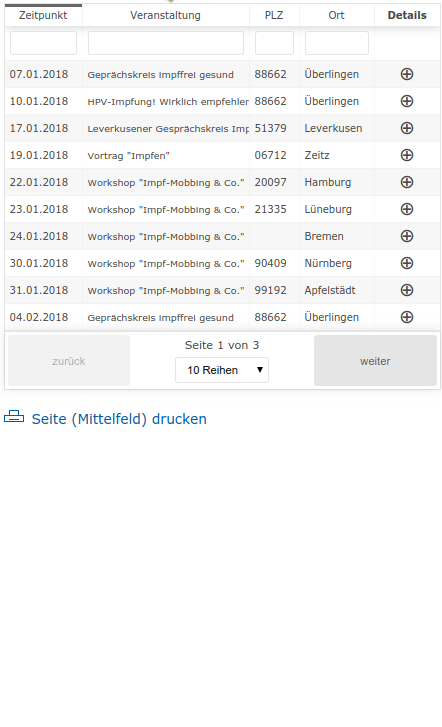 Zeitpunkt Veranstaltung PLZ Ort Details
07.01.2018 Geprächskreis impffrei gesund 88662 Überlingen
10.01.2018 HPV-Impfung! Wirklich empfehlen 88662 Überlingen
17.01.2018 Leverkusener Gesprächskreis Imp 51379 Leverkusen
19.01.2018 Vortrag "Impfen" 06712 Zeitz
22.01.2018 Workshop "Impf-Mobbing & Co." 20097 Hamburg
23.01.2018 Workshop "Impf-Mobbing & Co." 21335 Lüneburg
24.01.2018 Workshop "Impf-Mobbing & Co." Bremen
30.01.2018 Workshop "Impf-Mobbing & Co." 90409 Nürnberg
31.01.2018 Workshop "Impf-Mobbing & Co." 99192 Apfelstädt
04.02.2018 Geprächskreis impffrei gesund 88662 Überlingen
zurück Seite 1 von 3 weiter
10 Reihen
Seite (Mittelfeld) drucken